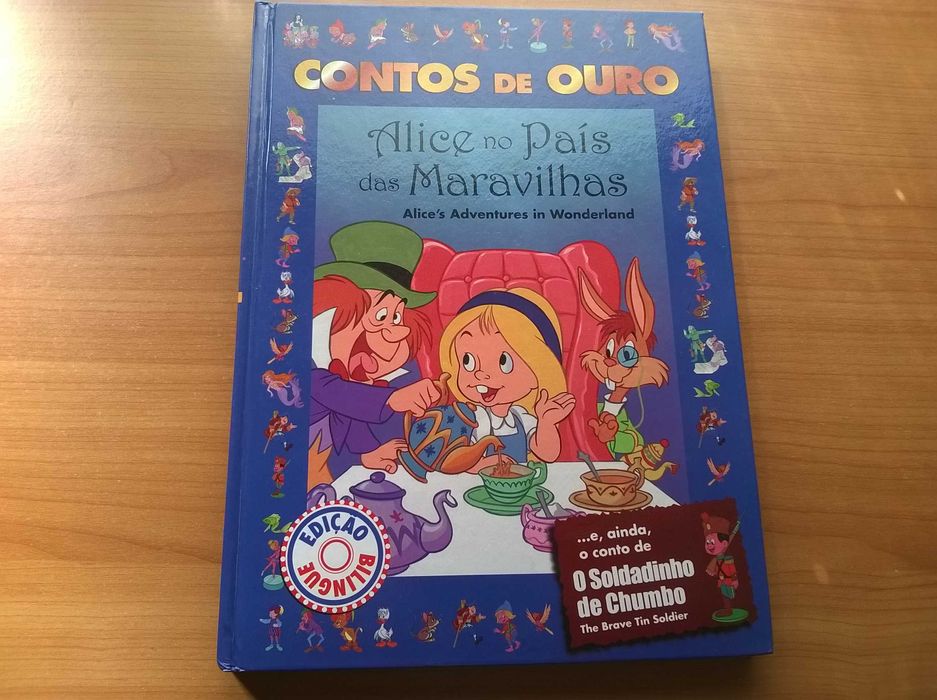 CONTOS DE OURO
Alice no País
das Maravilhas
Alice's Adventures in Wonderland
EDIÇÃO
BILINGUE
...e, ainda,
o conto de
O Soldadinho
de Chumbo
The Brave Tin Soldier